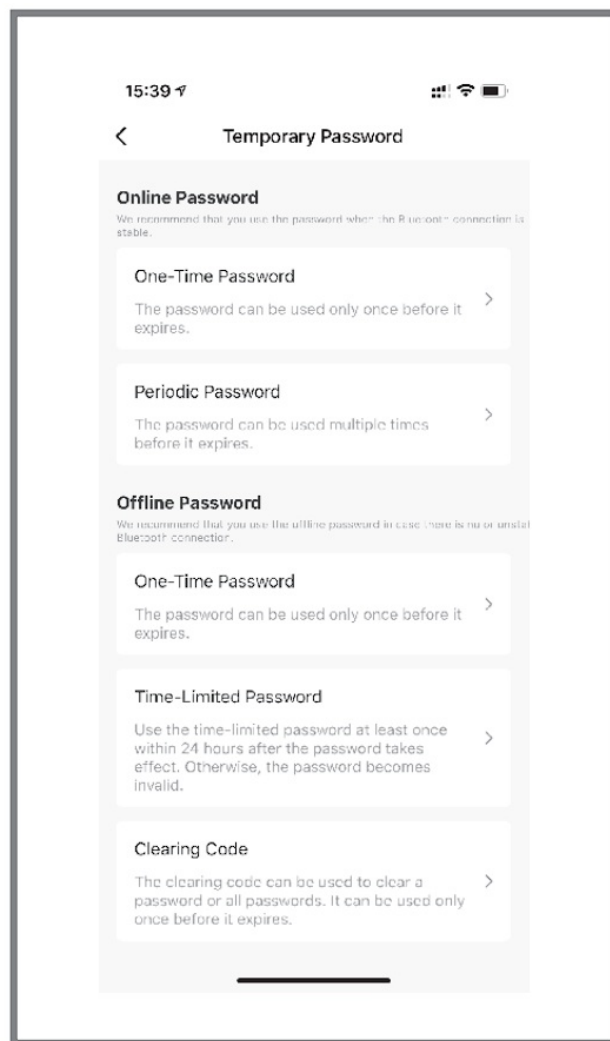 15:39
Temporary Password
Online Password
We recommend that you use the password when the Bluetooth connection is
stable.
One-Time Password
The password can be used only once before it
expires.
Periodic Password
The password can be used multiple times
before it expires.
Offline Password
We recommend that you use the offline password in case there is no or
Bluetooth connection.
One-Time Password
The password can be used only once before it
expires.
Time-Limited Password
Use the time-limited password at least once
within 24 hours after the password takes
effect. Otherwise, the password becomes
invalid.
Clearing Code
The clearing code can be used to clear a
password or all passwords. It can be used only
once before it expires.